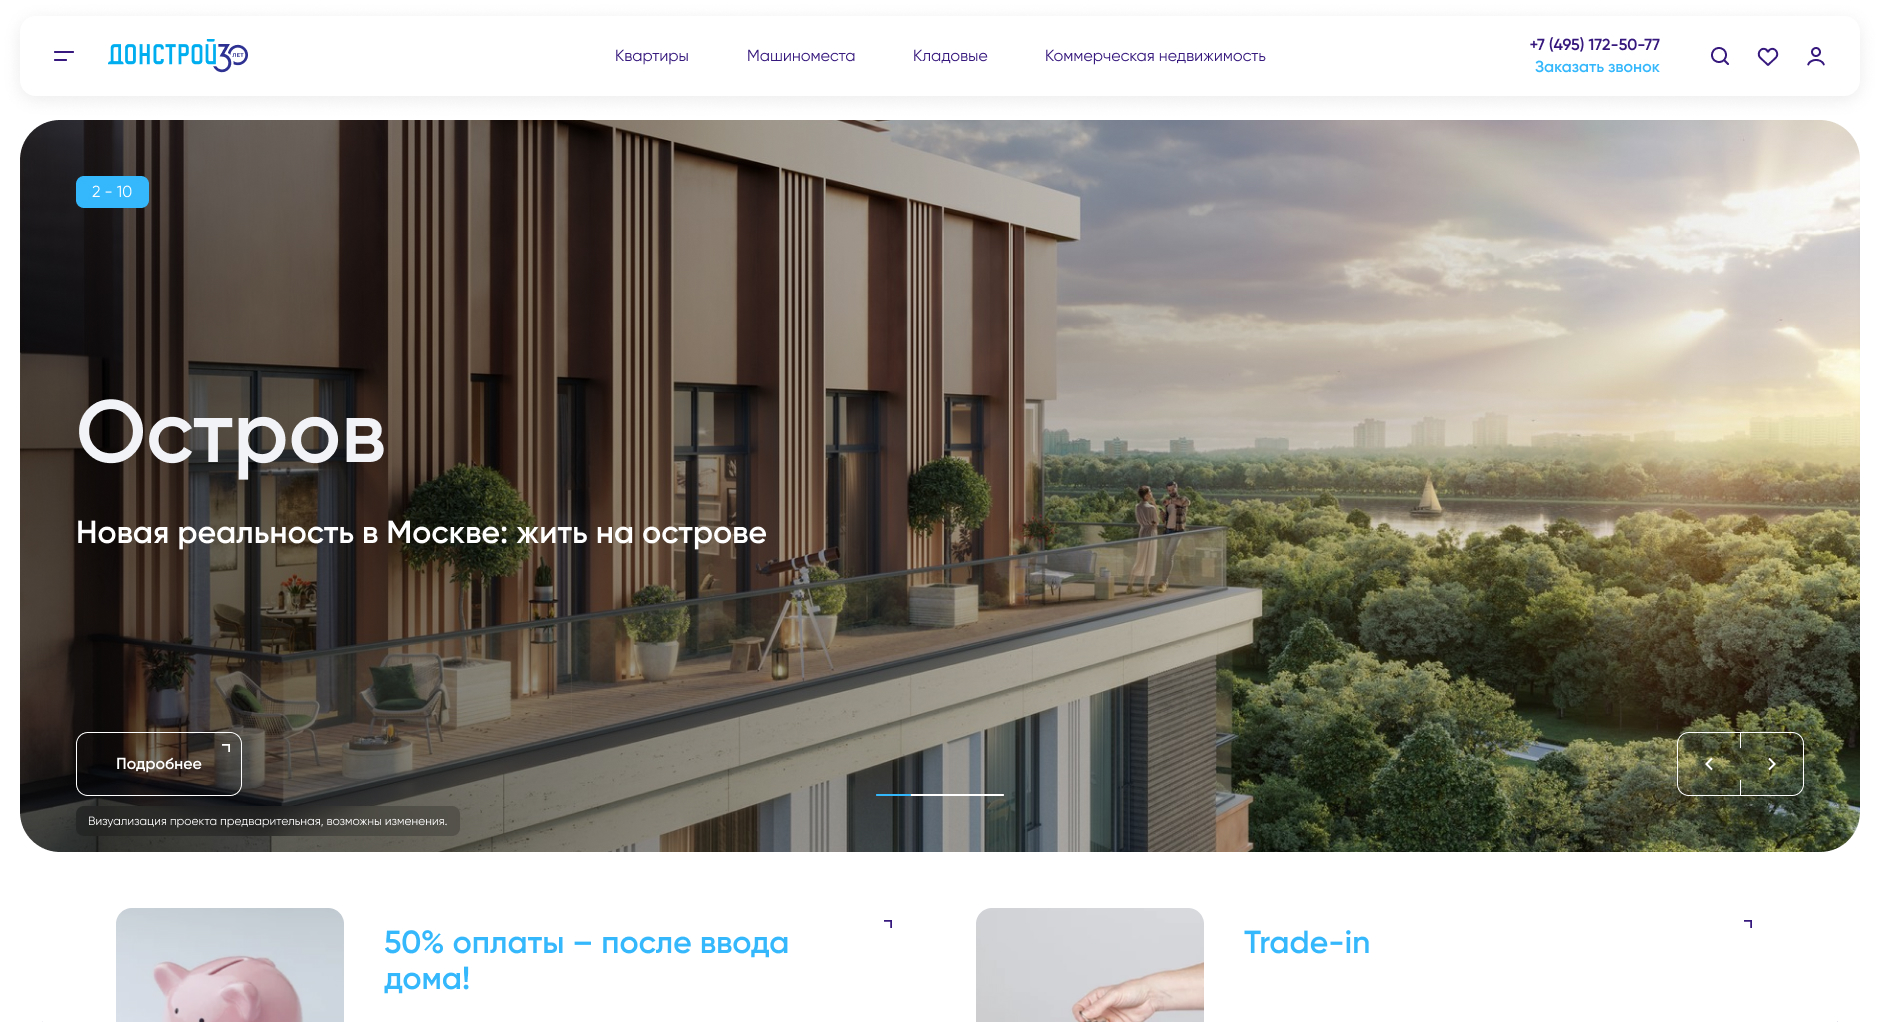 ДОНСТРОЙ 30 ЛЕТ
Квартиры
Машиноместа
Кладовые
Коммерческая недвижимость
+7 (495) 172-50-77
Заказать звонок
2 - 10
Остров
Новая реальность в Москве: жить на острове
Подробнее
Визуализация проекта предварительная, возможны изменения.
50% оплаты – после ввода
дома!
Trade-in